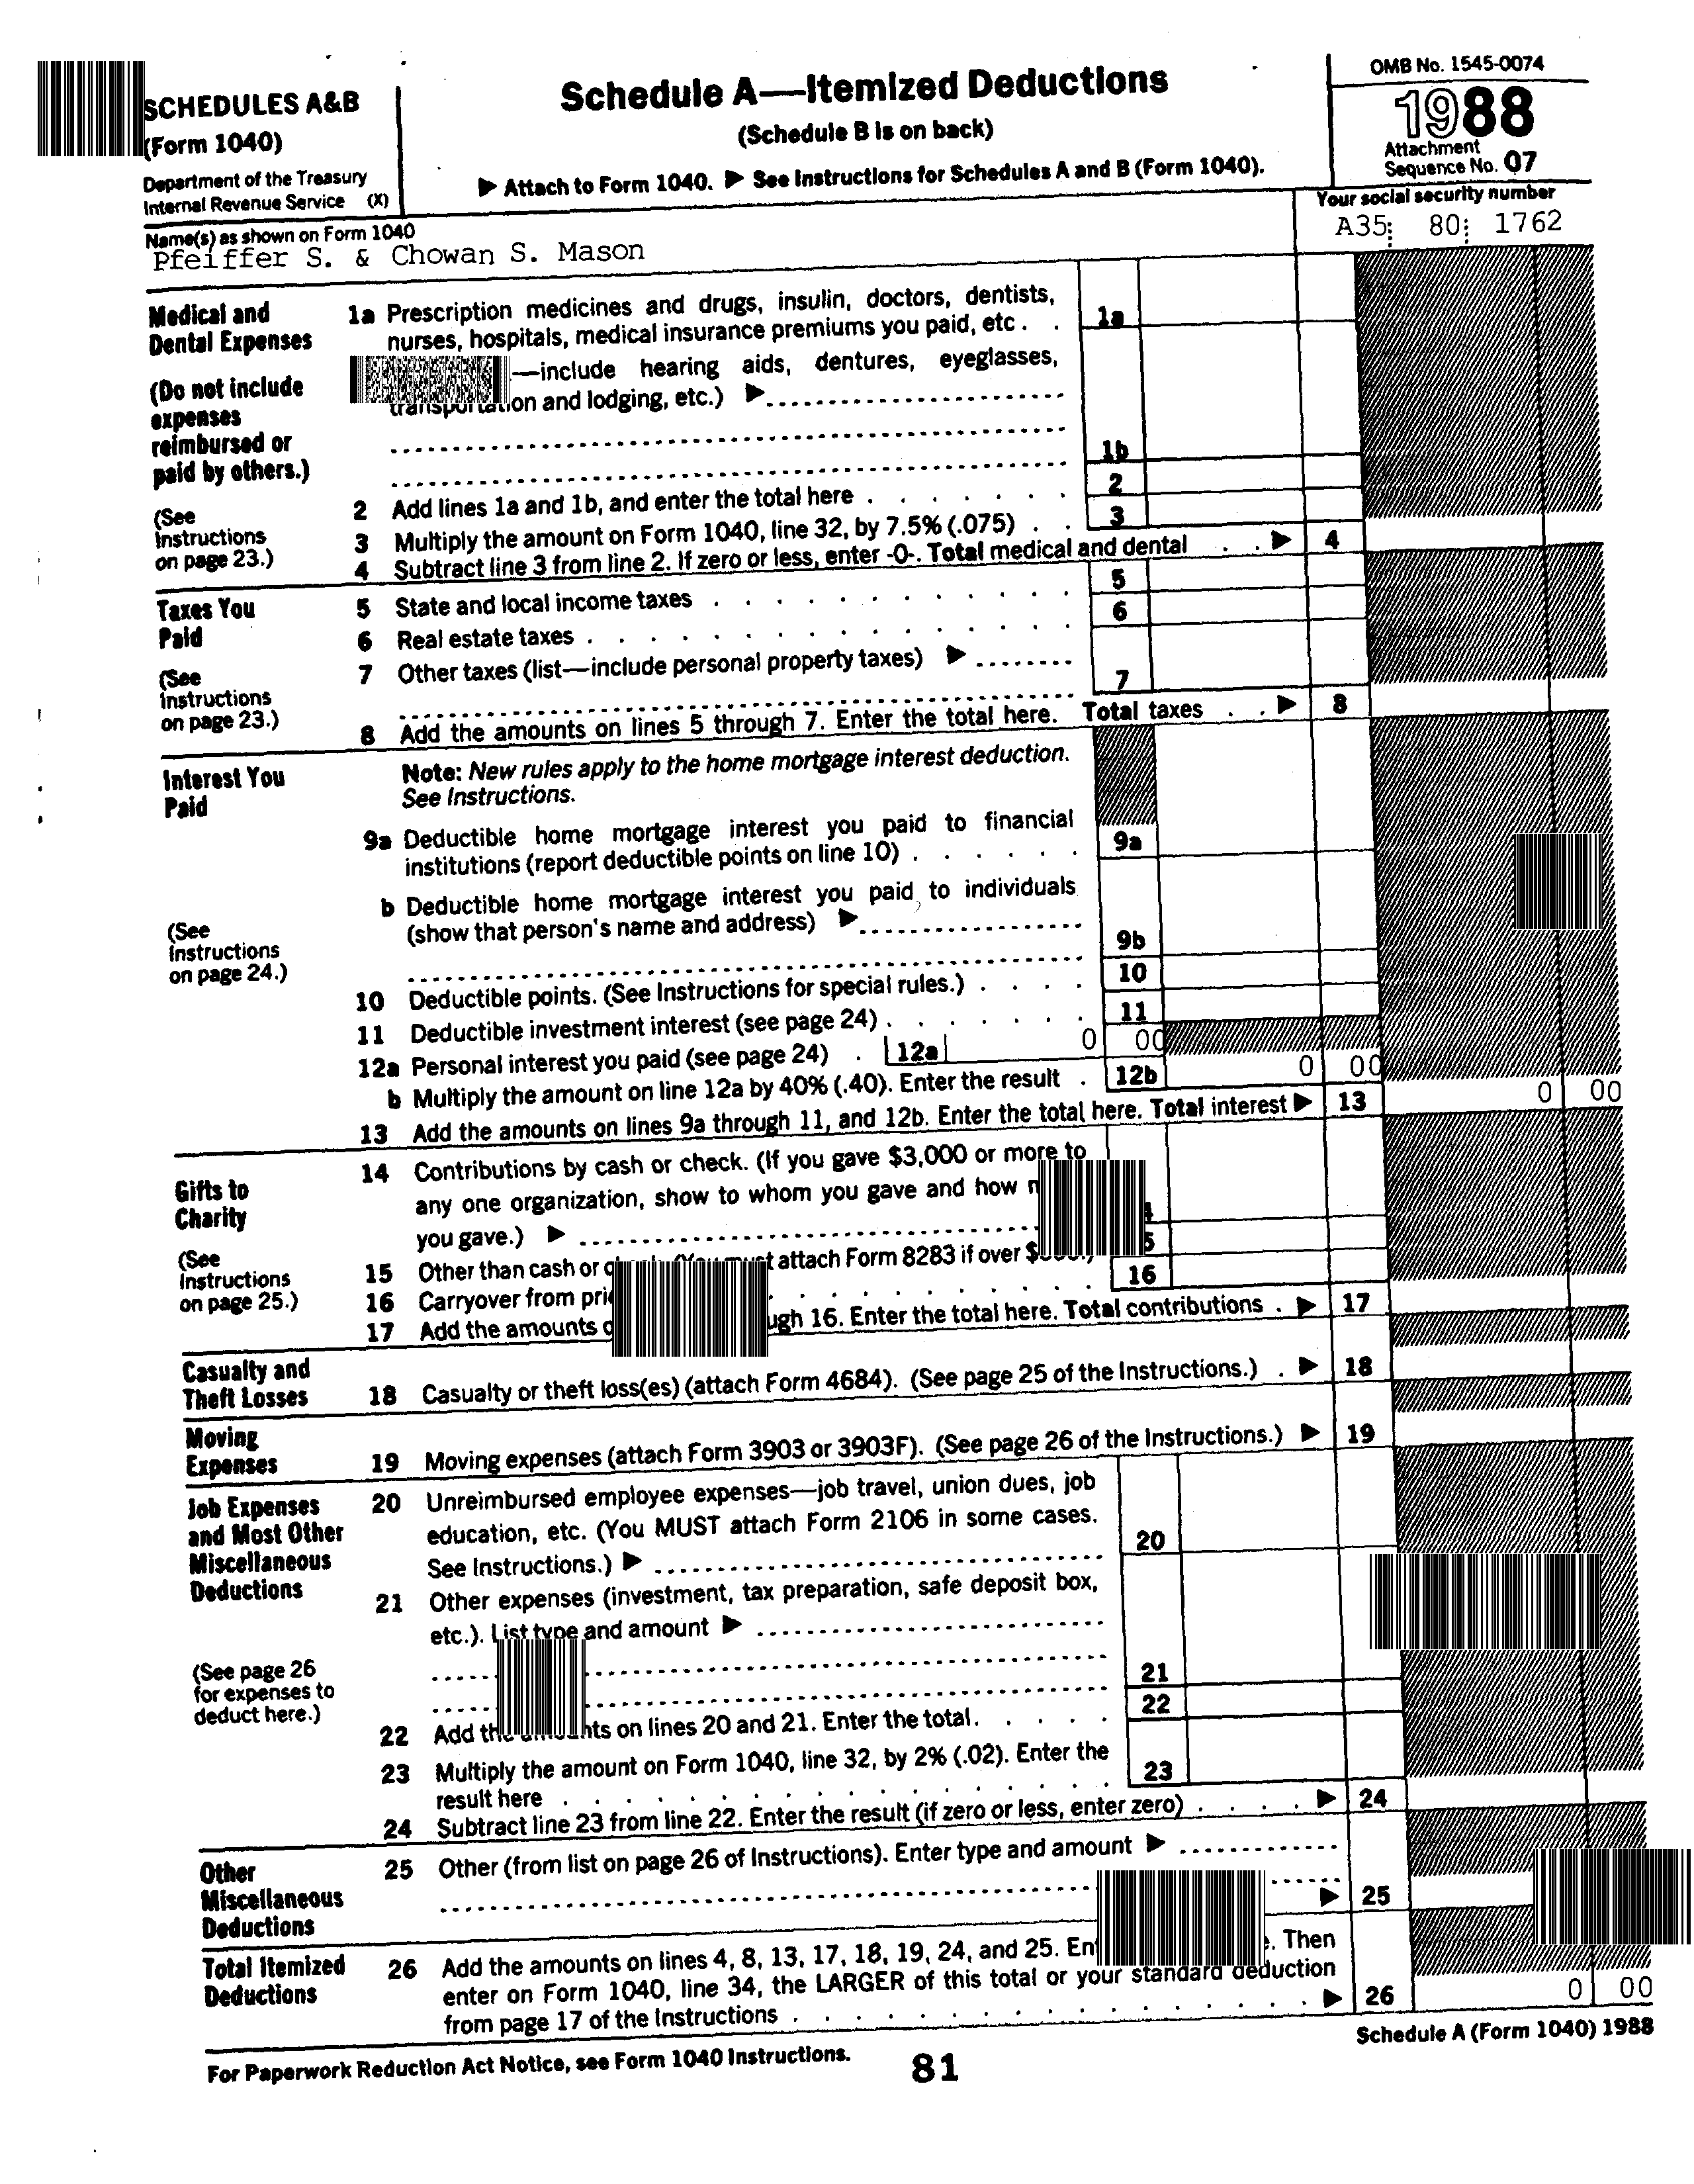 SCHEDULES A&B
(Form 1040)
Department of the Treasury
Internal Revenue Service (X)
Schedule A—Itemized Deductions
(Schedule B is on back)
▶ Attach to Form 1040. ▶ See Instructions for Schedules A and B (Form 1040).
OMB No. 1545-0074
1988
Attachment
Sequence No. 07
Name(s) as shown on Form 1040
Pfeiffer S. & Chowan S. Mason
Your social security number
A35 80 1762
Medical and
Dental Expenses
(Do not include
expenses
reimbursed or
paid by others.)
(See
Instructions
on page 23.)
1a Prescription medicines and drugs, insulin, doctors, dentists,
nurses, hospitals, medical insurance premiums you paid, etc . . 1a
—include hearing aids, dentures, eyeglasses,
transportation and lodging, etc.) ▶
1b
2 Add lines 1a and 1b, and enter the total here . . . . . . . 2
3 Multiply the amount on Form 1040, line 32, by 7.5% (.075) . . 3
4 Subtract line 3 from line 2. If zero or less, enter -0-. Total medical and dental . . ▶ 4
Taxes You
Paid
(See
Instructions
on page 23.)
5 State and local income taxes . . . . . . . . . . . . 5
6 Real estate taxes . . . . . . . . . . . . . . . 6
7 Other taxes (list—include personal property taxes) ▶
7
8 Add the amounts on lines 5 through 7. Enter the total here. Total taxes . . ▶ 8
Interest You
Paid
(See
Instructions
on page 24.)
Note: New rules apply to the home mortgage interest deduction.
See Instructions.
9a Deductible home mortgage interest you paid to financial
institutions (report deductible points on line 10) . . . . . . 9a
b Deductible home mortgage interest you paid to individuals
(show that person's name and address) ▶
9b
10 Deductible points. (See Instructions for special rules.) . . . . 10
11 Deductible investment interest (see page 24) . . . . . . . 11
12a Personal interest you paid (see page 24) . 12a 0 00
b Multiply the amount on line 12a by 40% (.40). Enter the result . 12b 0 00
13 Add the amounts on lines 9a through 11, and 12b. Enter the total here. Total interest ▶ 13 0 00
Gifts to
Charity
(See
Instructions
on page 25.)
14 Contributions by cash or check. (If you gave $3,000 or more to
any one organization, show to whom you gave and how
you gave.) ▶
15 Other than cash or attach Form 8283 if over
16 Carryover from . . . . . . . . . . 16
17 Add the amounts 16. Enter the total here. Total contributions . ▶ 17
Casualty and
Theft Losses
18 Casualty or theft loss(es) (attach Form 4684). (See page 25 of the Instructions.) . ▶ 18
Moving
Expenses
19 Moving expenses (attach Form 3903 or 3903F). (See page 26 of the Instructions.) ▶ 19
Job Expenses
and Most Other
Miscellaneous
Deductions
(See page 26
for expenses to
deduct here.)
20 Unreimbursed employee expenses—job travel, union dues, job
education, etc. (You MUST attach Form 2106 in some cases.
See Instructions.) ▶ 20
21 Other expenses (investment, tax preparation, safe deposit box,
etc.). List type and amount ▶
21
22 Add on lines 20 and 21. Enter the total. . . . . . 22
23 Multiply the amount on Form 1040, line 32, by 2% (.02). Enter the
result here . . . . . . . . . . . . . . . 23
24 Subtract line 23 from line 22. Enter the result (if zero or less, enter zero) . . . . ▶ 24
Other
Miscellaneous
Deductions
25 Other (from list on page 26 of Instructions). Enter type and amount ▶
▶ 25
Total Itemized
Deductions
26 Add the amounts on lines 4, 8, 13, 17, 18, 19, 24, and 25. Then
enter on Form 1040, line 34, the LARGER of this total or your standard deduction
from page 17 of the Instructions . . . . . . . . . . . . . . . ▶ 26 0 00
For Paperwork Reduction Act Notice, see Form 1040 Instructions.
81
Schedule A (Form 1040) 1988